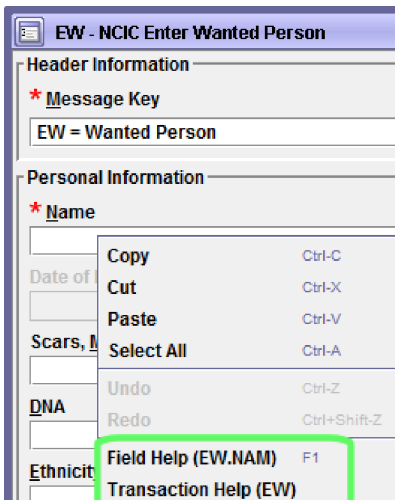 EW - NCIC Enter Wanted Person
Header Information
* Message Key
EW = Wanted Person
Personal Information
* Name
Copy Ctrl-C
Date of
Cut Ctrl-X
Paste Ctrl-V
Scars,
Select All Ctrl-A
Undo Ctrl-Z
DNA
Redo Ctrl+Shift-Z
Field Help (EW.NAM) F1
Ethnicity
Transaction Help (EW)